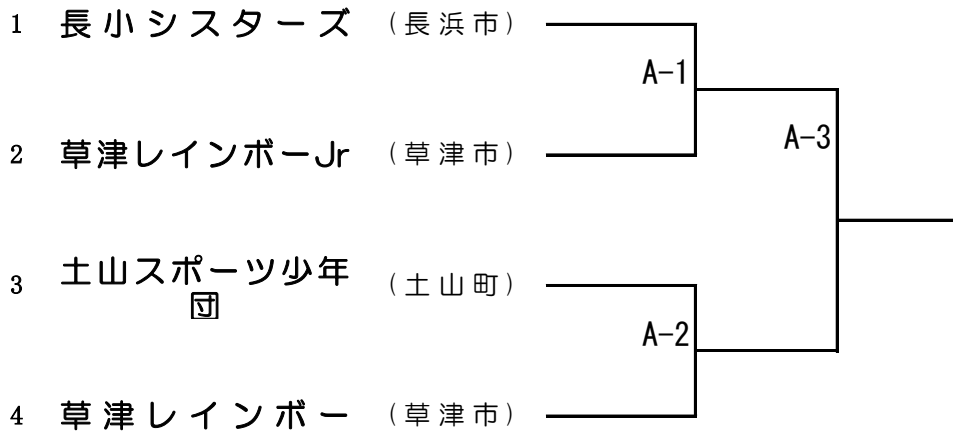 1 長小シスターズ (長浜市)
A-1
2 草津レインボーJr (草津市)
A-3
3 土山スポーツ少年
団 (土山町)
A-2
4 草津レインボー (草津市)